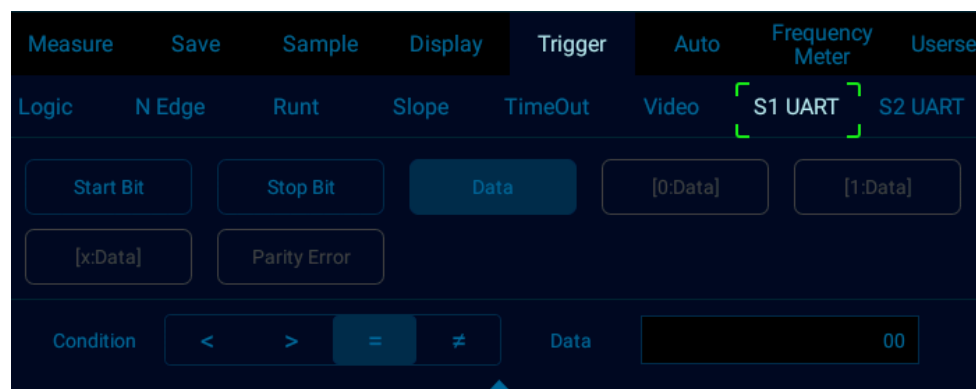 Measure Save Sample Display Trigger Auto Frequency Meter Userse
Logic N Edge Runt Slope TimeOut Video S1 UART S2 UART
Start Bit Stop Bit Data [0:Data] [1:Data]
[x:Data] Parity Error
Condition < > = ≠ Data 00